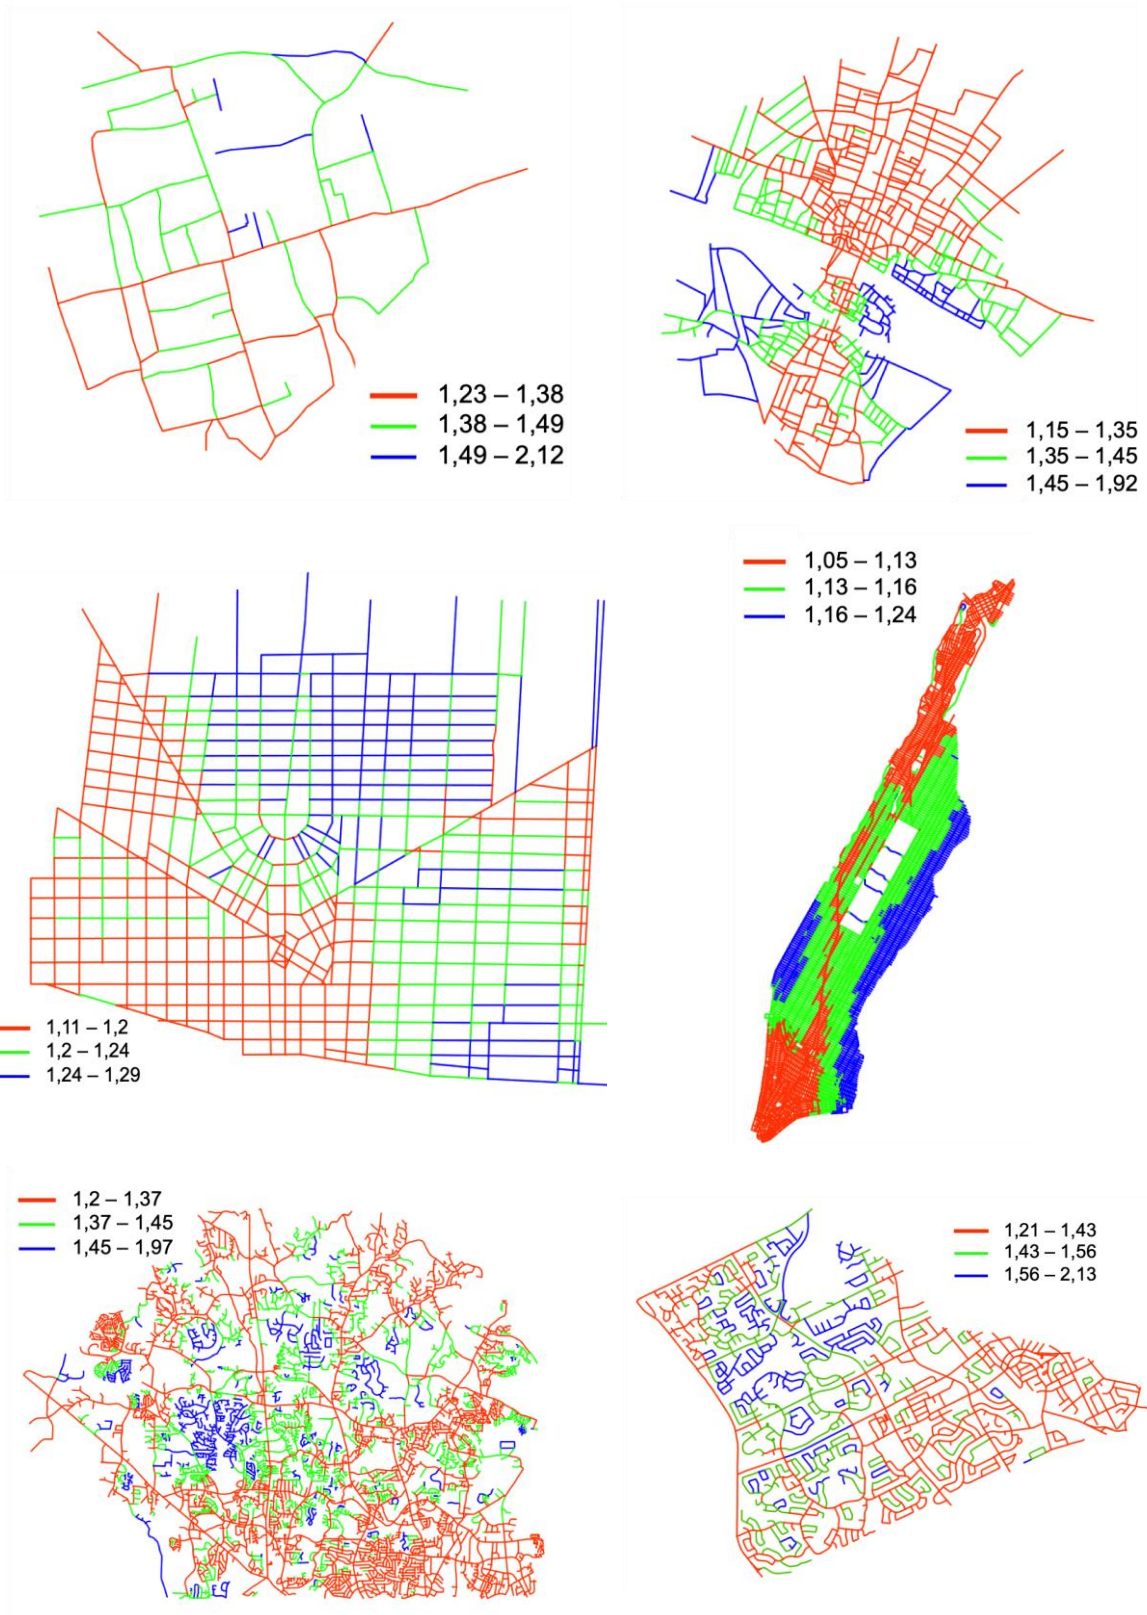 1,23 – 1,38
1,38 – 1,49
1,49 – 2,12
1,15 – 1,35
1,35 – 1,45
1,45 – 1,92
1,11 – 1,2
1,2 – 1,24
1,24 – 1,29
1,05 – 1,13
1,13 – 1,16
1,16 – 1,24
1,2 – 1,37
1,37 – 1,45
1,45 – 1,97
1,21 – 1,43
1,43 – 1,56
1,56 – 2,13